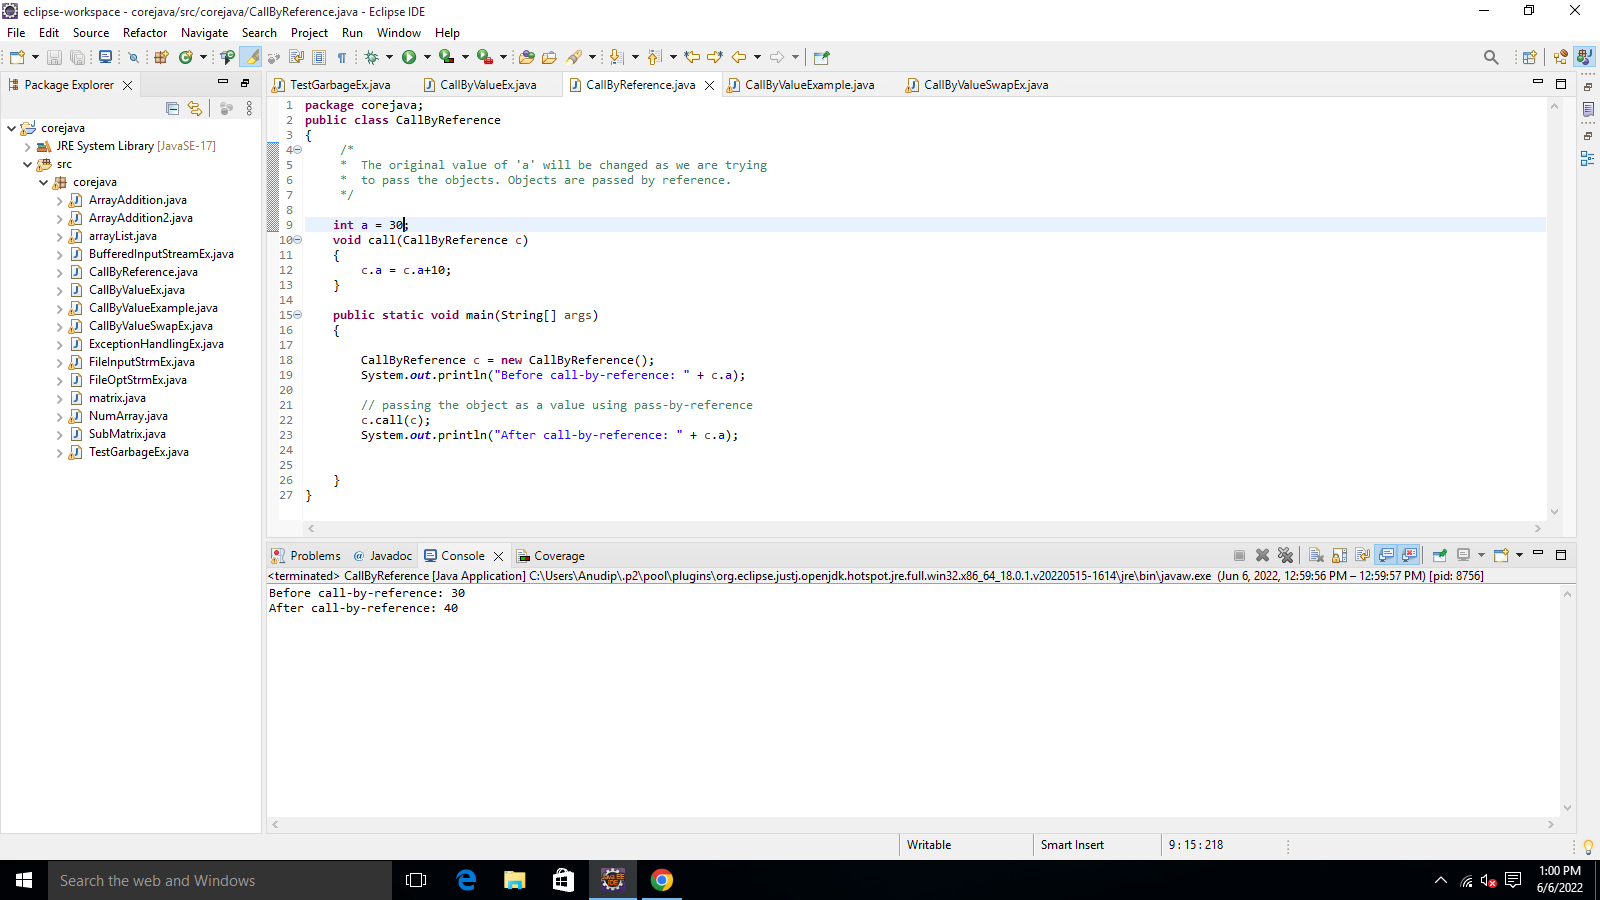 eclipse-workspace - corejava/src/corejava/CallByReference.java - Eclipse IDE
File Edit Source Refactor Navigate Search Project Run Window Help
Package Explorer
TestGarbageEx.java CallByValueEx.java CallByReference.java CallByValueExample.java CallByValueSwapEx.java
corejava
JRE System Library [JavaSE-17]
src
corejava
ArrayAddition.java
ArrayAddition2.java
arrayList.java
BufferedInputStreamEx.java
CallByReference.java
CallByValueEx.java
CallByValueExample.java
CallByValueSwapEx.java
ExceptionHandlingEx.java
FileInputStrmEx.java
FileOptStrmEx.java
matrix.java
NumArray.java
SubMatrix.java
TestGarbageEx.java
1 package corejava;
2 public class CallByReference
3 {
4 /*
5 * The original value of 'a' will be changed as we are trying
6 * to pass the objects. Objects are passed by reference.
7 */
8
9 int a = 30;
10 void call(CallByReference c)
11 {
12 c.a = c.a+10;
13 }
14
15 public static void main(String[] args)
16 {
17
18 CallByReference c = new CallByReference();
19 System.out.println("Before call-by-reference: " + c.a);
20
21 // passing the object as a value using pass-by-reference
22 c.call(c);
23 System.out.println("After call-by-reference: " + c.a);
24
25
26 }
27 }
Problems @ Javadoc Console Coverage
<terminated> CallByReference [Java Application] C:\Users\Anudip\.p2\pool\plugins\org.eclipse.justj.openjdk.hotspot.jre.full.win32.x86_64_18.0.1.v20220515-1614\jre\bin\javaw.exe (Jun 6, 2022, 12:59:56 PM – 12:59:57 PM) [pid: 8756]
Before call-by-reference: 30
After call-by-reference: 40
Writable Smart Insert 9 : 15 : 218
Search the web and Windows
Java EE
IDE
1:00 PM
6/6/2022